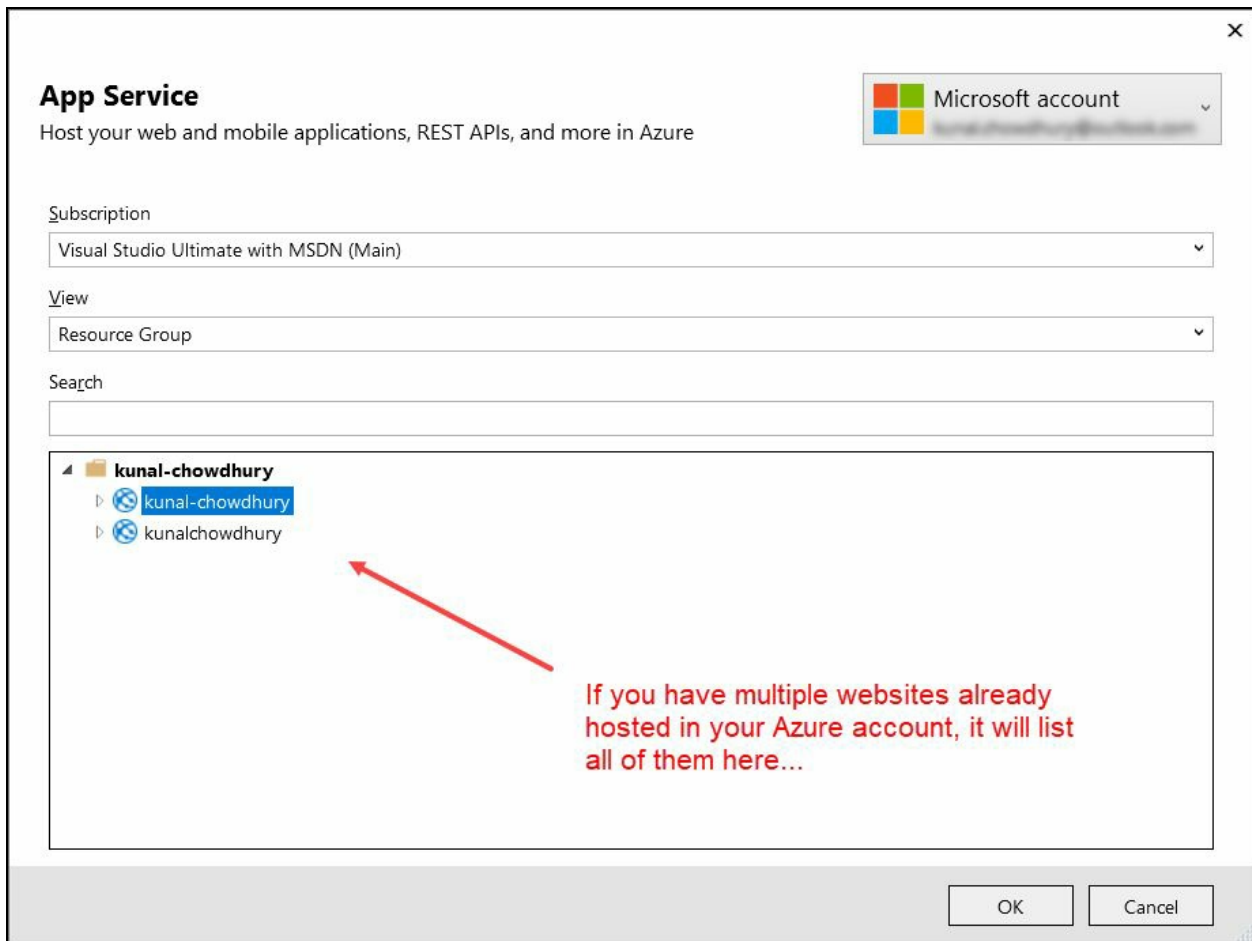 App Service
Microsoft account
Host your web and mobile applications, REST APIs, and more in Azure
Subscription
Visual Studio Ultimate with MSDN (Main)
View
Resource Group
Search
kunal-chowdhury
kunal-chowdhury
kunalchowdhury
If you have multiple websites already
hosted in your Azure account, it will list
all of them here...
OK
Cancel